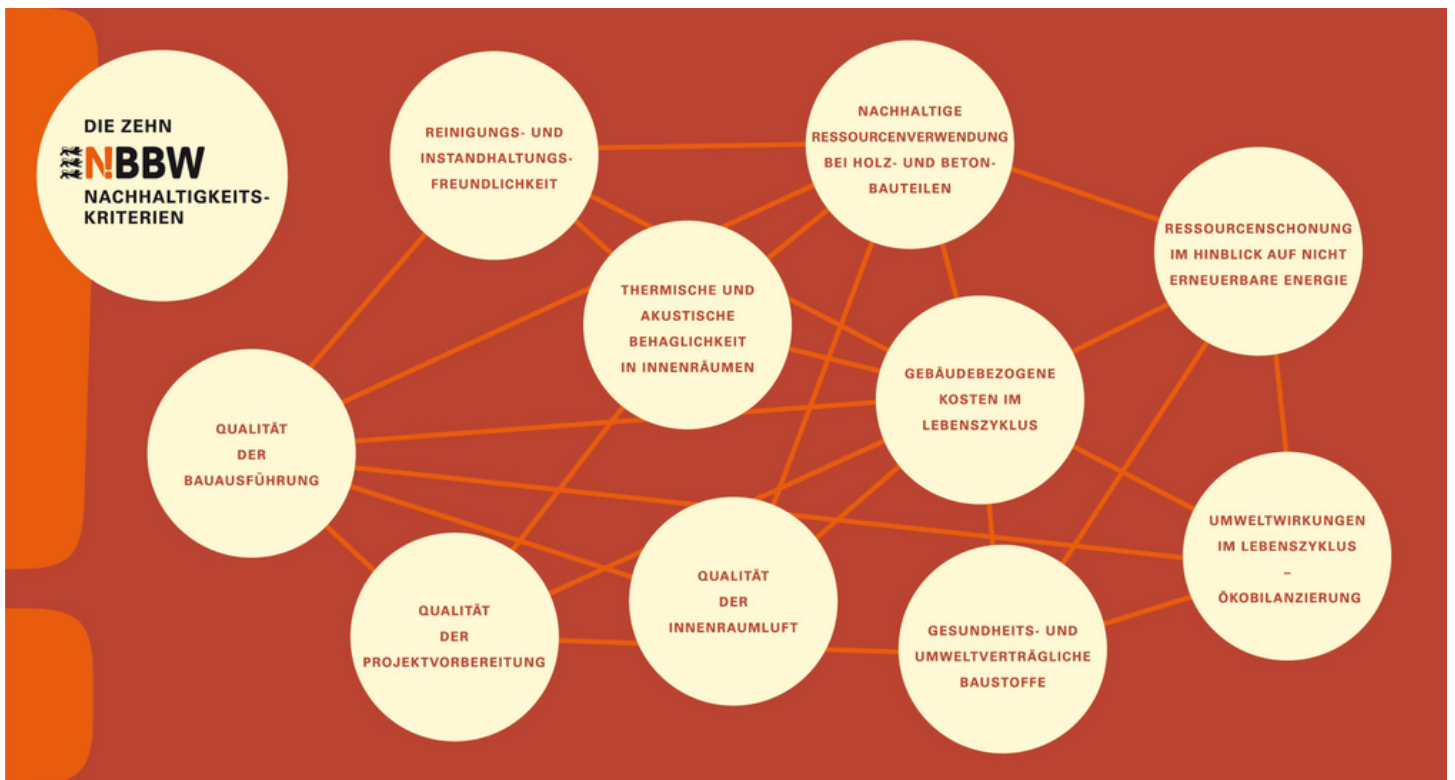 DIE ZEHN
N!BBW
NACHHALTIGKEITS-
KRITERIEN
REINIGUNGS- UND
INSTANDHALTUNGS-
FREUNDLICHKEIT
NACHHALTIGE
RESSOURCENVERWENDUNG
BEI HOLZ- UND BETON-
BAUTEILEN
RESSOURCENSCHONUNG
IM HINBLICK AUF NICHT
ERNEUERBARE ENERGIE
THERMISCHE UND
AKUSTISCHE
BEHAGLICHKEIT
IN INNENRÄUMEN
GEBÄUDEBEZOGENE
KOSTEN IM
LEBENSZYKLUS
QUALITÄT
DER
BAUAUSFÜHRUNG
UMWELTWIRKUNGEN
IM LEBENSZYKLUS
–
ÖKOBILANZIERUNG
QUALITÄT
DER
PROJEKTVORBEREITUNG
QUALITÄT
DER
INNENRAUMLUFT
GESUNDHEITS- UND
UMWELTVERTRÄGLICHE
BAUSTOFFE